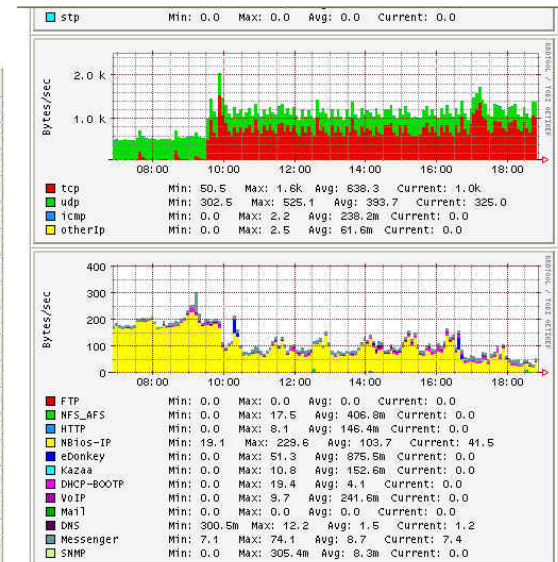 stp Min: 0.0 Max: 0.0 Avg: 0.0 Current: 0.0
Bytes/sec
2.0 k
1.0 k
08:00 10:00 12:00 14:00 16:00 18:00
RRDTOOL / TOBI OETIKER
tcp Min: 50.5 Max: 1.6k Avg: 638.3 Current: 1.0k
udp Min: 302.5 Max: 525.1 Avg: 393.7 Current: 325.0
icmp Min: 0.0 Max: 2.2 Avg: 238.2m Current: 0.0
otherIp Min: 0.0 Max: 2.5 Avg: 61.6m Current: 0.0
Bytes/sec
400
300
200
100
0
08:00 10:00 12:00 14:00 16:00 18:00
RRDTOOL / TOBI OETIKER
FTP Min: 0.0 Max: 0.0 Avg: 0.0 Current: 0.0
NFS_AFS Min: 0.0 Max: 17.5 Avg: 406.8m Current: 0.0
HTTP Min: 0.0 Max: 8.1 Avg: 146.4m Current: 0.0
NBios-IP Min: 19.1 Max: 229.6 Avg: 103.7 Current: 41.5
eDonkey Min: 0.0 Max: 51.3 Avg: 875.5m Current: 0.0
Kazaa Min: 0.0 Max: 10.8 Avg: 152.6m Current: 0.0
DHCP-BOOTP Min: 0.0 Max: 19.4 Avg: 4.1 Current: 0.0
VoIP Min: 0.0 Max: 9.7 Avg: 241.6m Current: 0.0
Mail Min: 0.0 Max: 0.0 Avg: 0.0 Current: 0.0
DNS Min: 300.5m Max: 12.2 Avg: 1.5 Current: 1.2
Messenger Min: 7.1 Max: 74.1 Avg: 8.7 Current: 7.4
SNMP Min: 0.0 Max: 305.4m Avg: 8.3m Current: 0.0